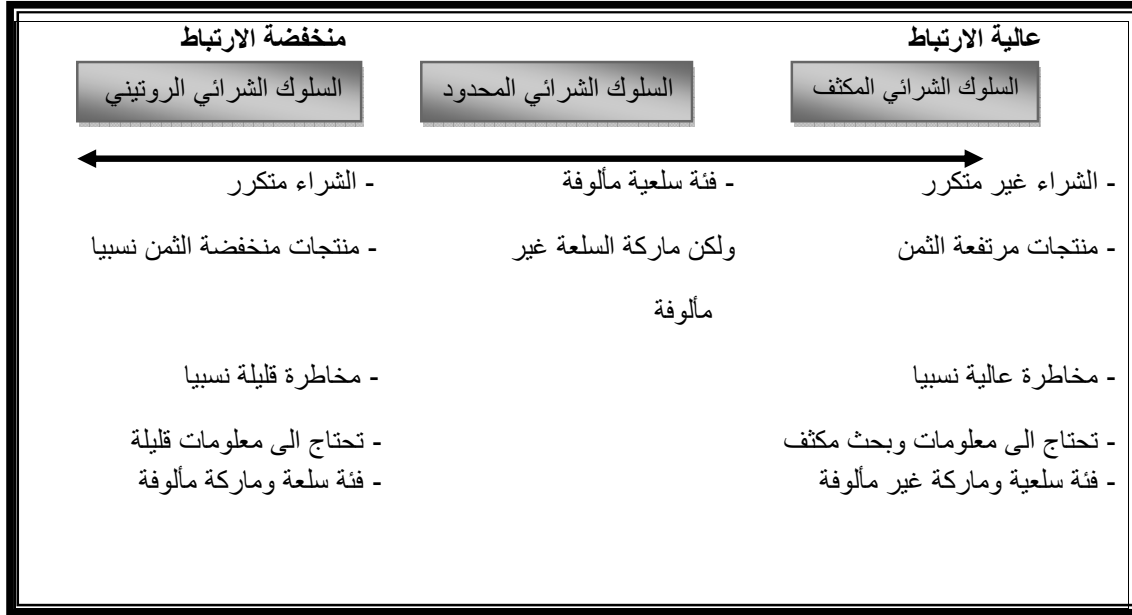 عالية الارتباط
منخفضة الارتباط
السلوك الشرائي المكثف
السلوك الشرائي المحدود
السلوك الشرائي الروتيني
- الشراء غير متكرر
- فئة سلعية مألوفة
- الشراء متكرر
- منتجات مرتفعة الثمن
ولكن ماركة السلعة غير
- منتجات منخفضة الثمن نسبيا
مألوفة
- مخاطرة عالية نسبيا
- مخاطرة قليلة نسبيا
- تحتاج الى معلومات وبحث مكثف
- تحتاج الى معلومات قليلة
- فئة سلعية وماركة غير مألوفة
- فئة سلعة وماركة مألوفة